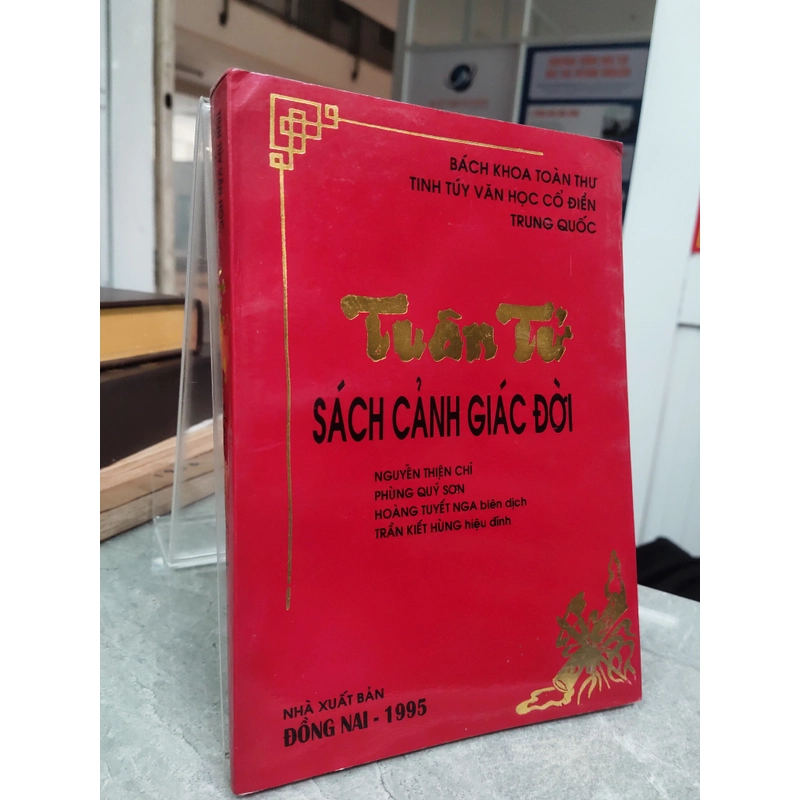 BÁCH KHOA TOÀN THƯ
TINH TÚY VĂN HỌC CỔ ĐIỂN
TRUNG QUỐC
Tuân Tử
SÁCH CẢNH GIÁC ĐỜI
NGUYỄN THIỆN CHÍ
PHÙNG QUÝ SƠN
HOÀNG TUYẾT NGA biên dịch
TRẦN KIẾT HÙNG hiệu đính
NHÀ XUẤT BẢN
ĐỒNG NAI - 1995